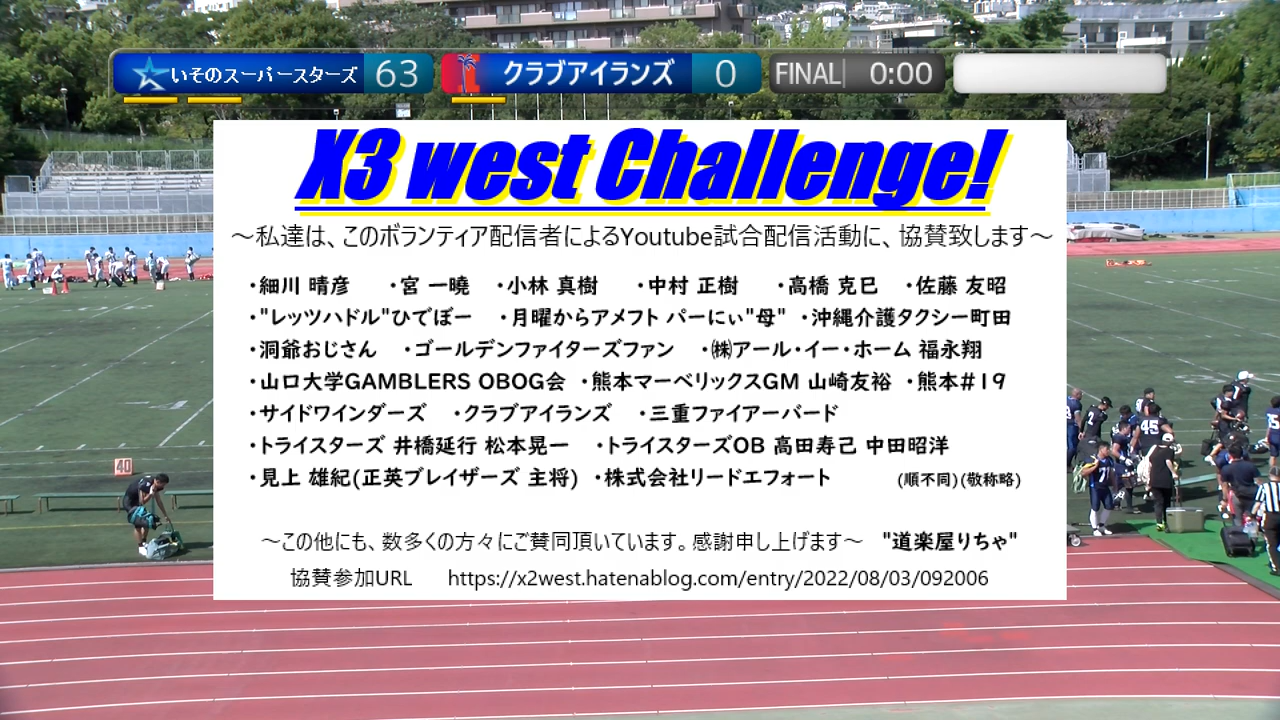 いそのスーパースターズ 63 クラブアイランズ 0 FINAL 0:00
X3 west Challenge!
～私達は、このボランティア配信者によるYoutube試合配信活動に、協賛致します～
・細川 晴彦 ・宮 一曉 ・小林 真樹 ・中村 正樹 ・高橋 克巳 ・佐藤 友昭
・"レッツハドル"ひでぼー ・月曜からアメフト パーにぃ"母" ・沖縄介護タクシー町田
・洞爺おじさん ・ゴールデンファイターズファン ・㈱アール・イー・ホーム 福永翔
・山口大学GAMBLERS OBOG会 ・熊本マーベリックスGM 山崎友裕 ・熊本#19
・サイドワインダーズ ・クラブアイランズ ・三重ファイアーバード
・トライスターズ 井橋延行 松本晃一 ・トライスターズOB 高田寿己 中田昭洋
・見上 雄紀(正英ブレイザーズ 主将) ・株式会社リードエフォート (順不同)(敬称略)
～この他にも、数多くの方々にご賛同頂いています。感謝申し上げます～ "道楽屋りちゃ"
協賛参加URL https://x2west.hatenablog.com/entry/2022/08/03/092006
40
45